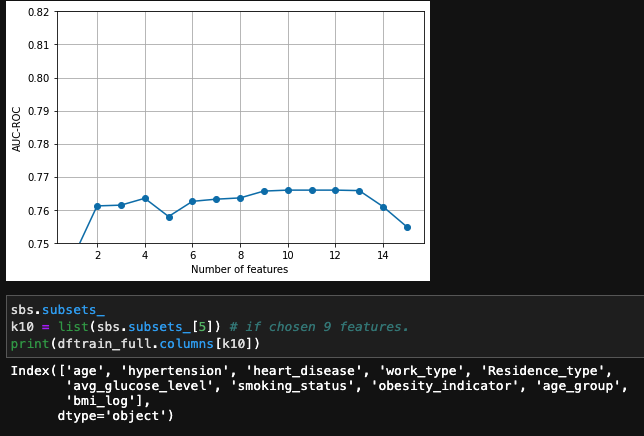 0.82
0.81
0.80
0.79
0.78
0.77
0.76
0.75
AUC-ROC
2 4 6 8 10 12 14
Number of features
sbs.subsets_
k10 = list(sbs.subsets_[5]) # if chosen 9 features.
print(dftrain_full.columns[k10])
Index(['age', 'hypertension', 'heart_disease', 'work_type', 'Residence_type',
'avg_glucose_level', 'smoking_status', 'obesity_indicator', 'age_group',
'bmi_log'],
dtype='object')